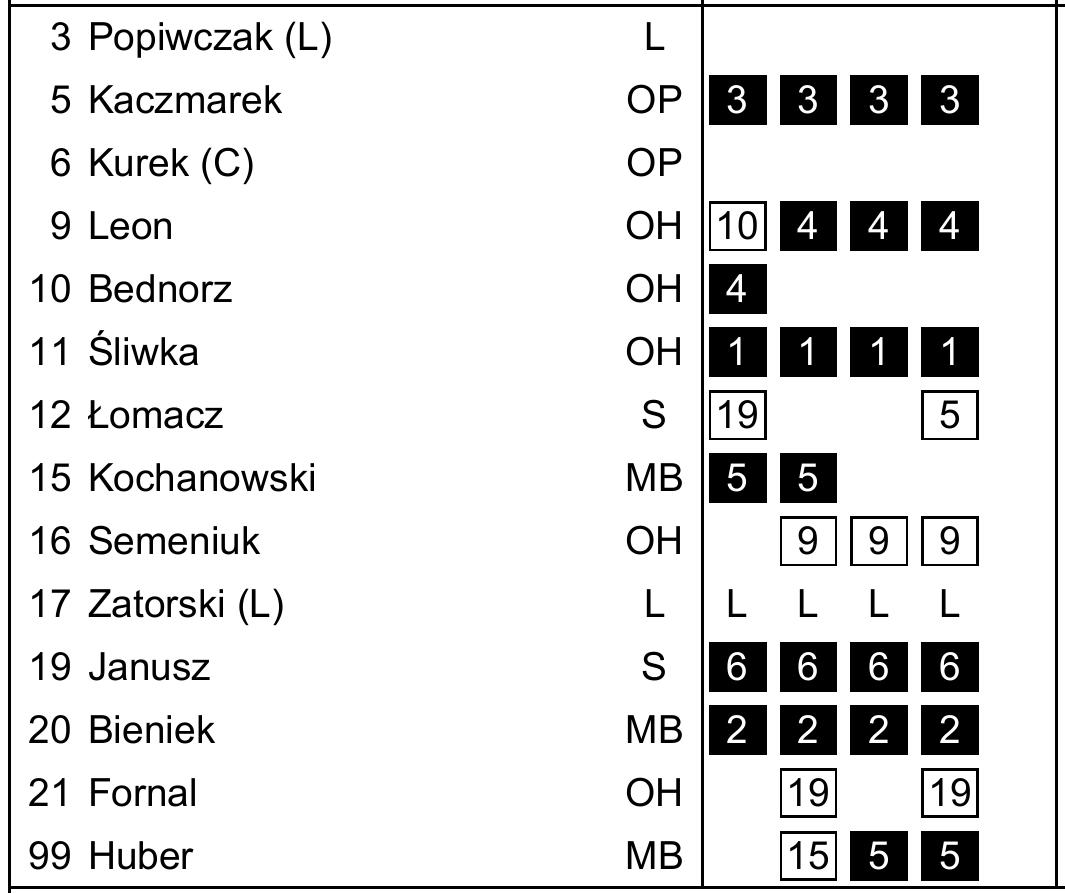 3 Popiwczak (L) L
5 Kaczmarek OP 3 3 3 3
6 Kurek (C) OP
9 Leon OH 10 4 4 4
10 Bednorz OH 4
11 Śliwka OH 1 1 1 1
12 Łomacz S 19 5
15 Kochanowski MB 5 5
16 Semeniuk OH 9 9 9
17 Zatorski (L) L L L L L
19 Janusz S 6 6 6 6
20 Bieniek MB 2 2 2 2
21 Fornal OH 19 19
99 Huber MB 15 5 5